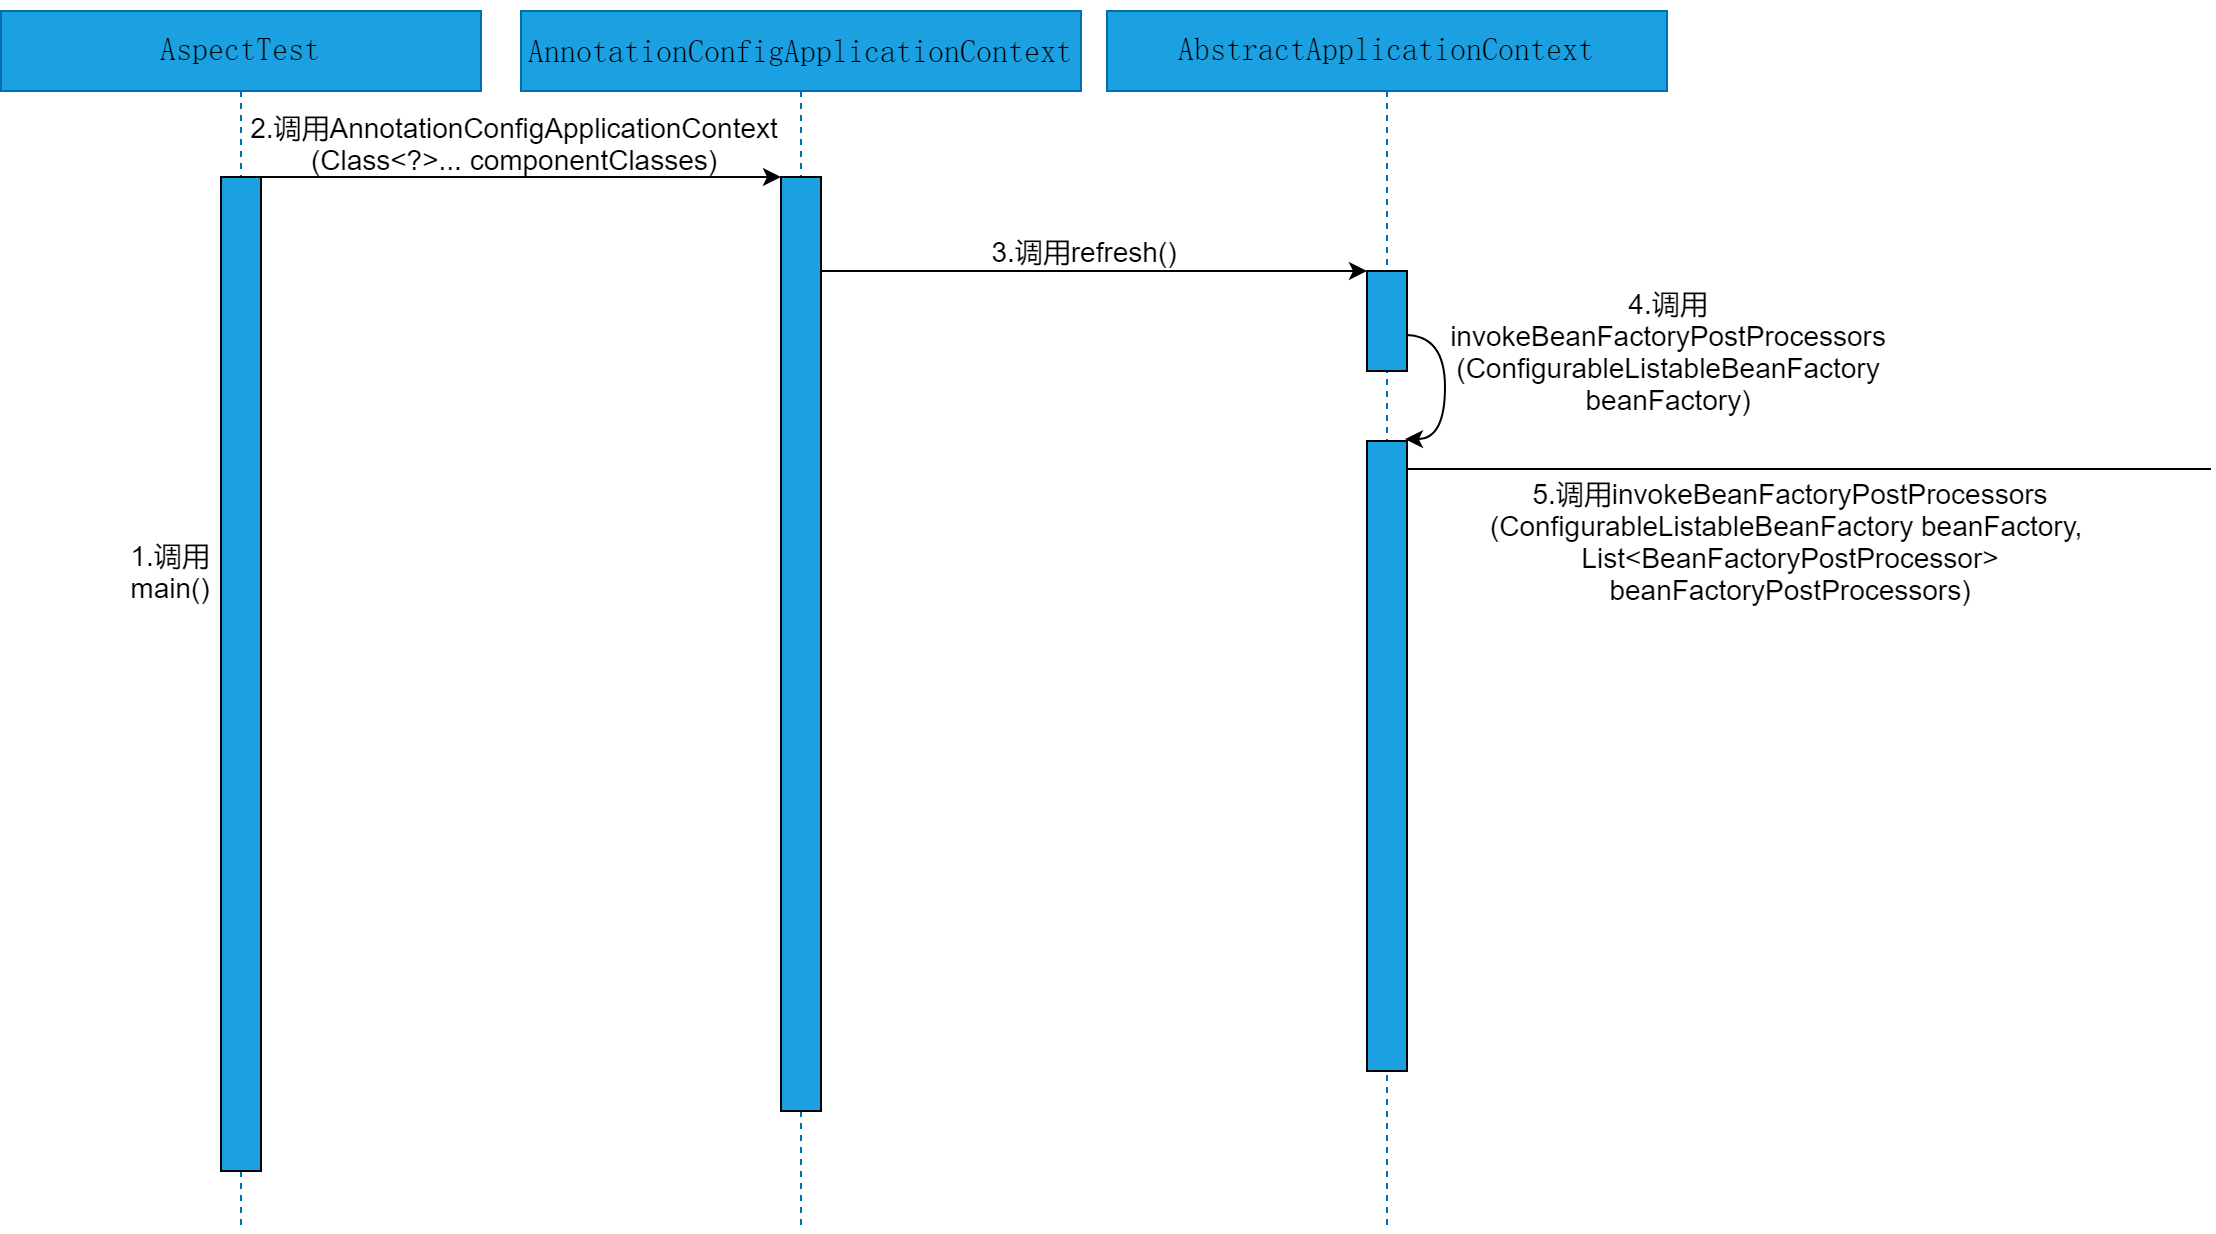 AspectTest
AnnotationConfigApplicationContext
AbstractApplicationContext
2.调用AnnotationConfigApplicationContext
(Class<?>... componentClasses)
3.调用refresh()
4.调用
invokeBeanFactoryPostProcessors
(ConfigurableListableBeanFactory
beanFactory)
5.调用invokeBeanFactoryPostProcessors
(ConfigurableListableBeanFactory beanFactory,
List<BeanFactoryPostProcessor>
beanFactoryPostProcessors)
1.调用
main()